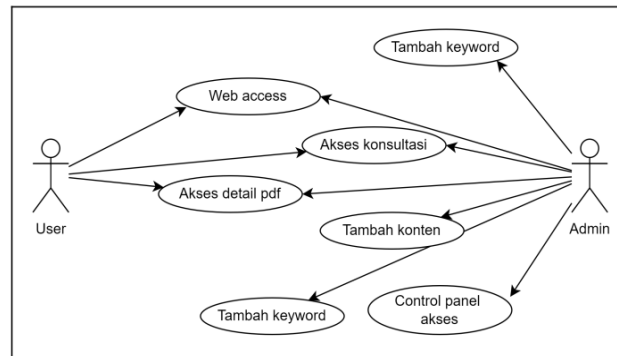 Tambah keyword
Web access
Akses konsultasi
Akses detail pdf
User
Admin
Tambah konten
Tambah keyword
Control panel
akses